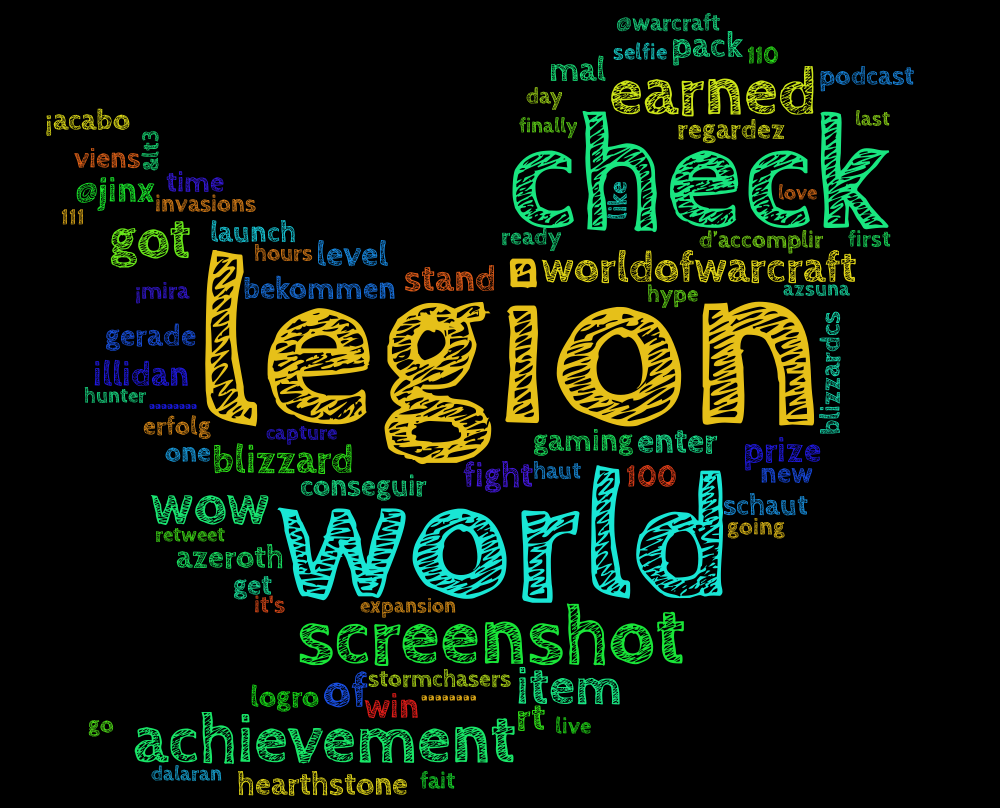 @warcraft
selfie pack 110
mal earned podcast
day
finally regardez last
jacabo
check
viens &lt3
love
like
@jinx time
invasions
111
got launch
ready d'accomplir first
hours level
stand worldofwarcraft
jmira bekommen
hype azsuna
legion
gerade
blizzardcs
illidan
hunter ........
erfolg capture
one blizzard
gaming enter prize
fight haut 100 new
conseguir
wow
world
schaut
going
retweet
azeroth
get
it's expansion
screenshot
stormchasers
logro of win ........ item
rt live
go achievement
dalaran hearthstone fait